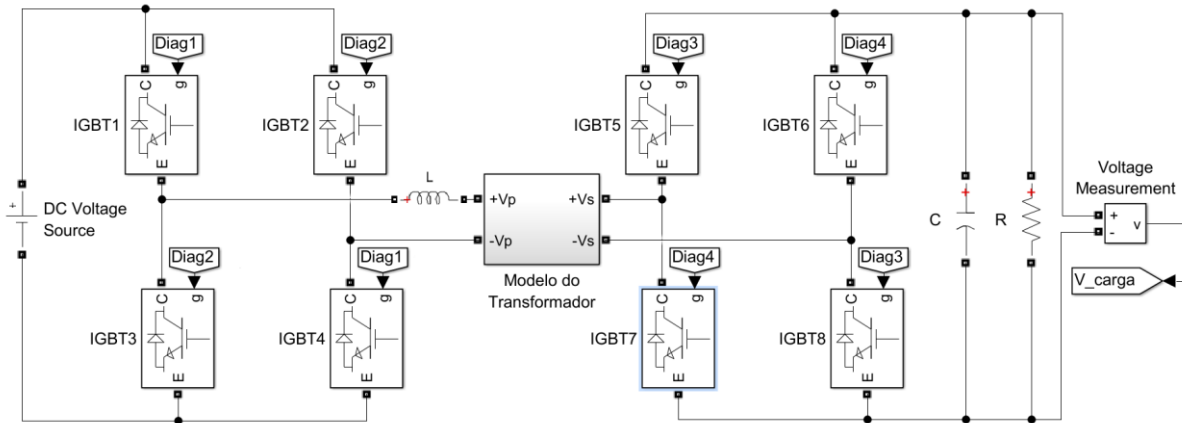 Diag1
Diag2
Diag3
Diag4
C
g
C
g
C
g
C
g
IGBT1
IGBT2
IGBT5
IGBT6
E
E
E
E
+
DC Voltage
Source
L
+Vp
+Vs
-Vp
-Vs
Modelo do
Transformador
C
R
Voltage
Measurement
+
-
v
V_carga
Diag2
Diag1
Diag4
Diag3
C
g
C
g
C
g
C
g
IGBT3
IGBT4
IGBT7
IGBT8
E
E
E
E